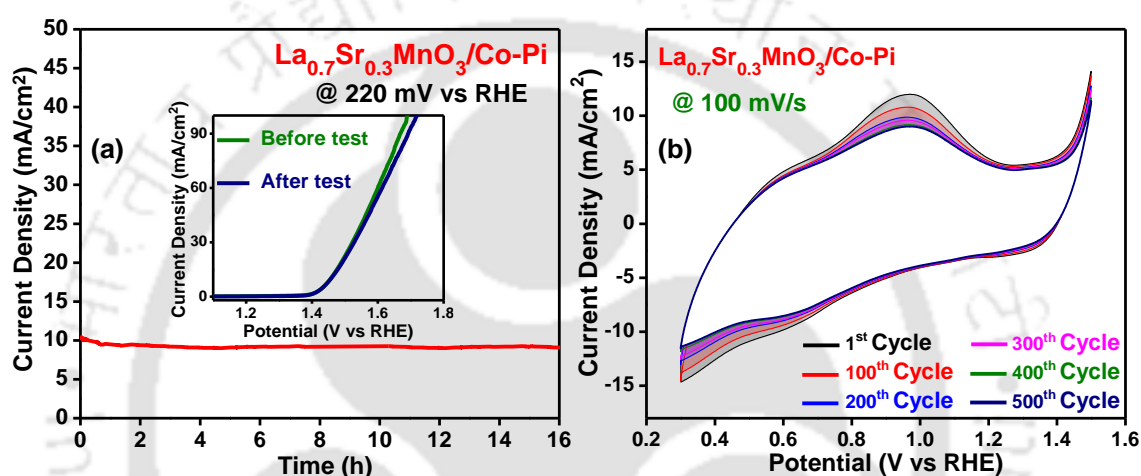 La0.7Sr0.3MnO3/Co-Pi
@ 220 mV vs RHE
(a)
Before test
After test
90
60
30
0
1.2
1.4
1.6
1.8
Current Density (mA/cm²)
Potential (V vs RHE)
50
45
40
35
30
25
20
15
10
5
0
0
2
4
6
8
10
12
14
16
Current Density (mA/cm²)
Time (h)
La0.7Sr0.3MnO3/Co-Pi
@ 100 mV/s
(b)
15
10
5
0
-5
-10
-15
0.2
0.4
0.6
0.8
1.0
1.2
1.4
1.6
Current Density (mA/cm²)
Potential (V vs RHE)
1st Cycle
100th Cycle
200th Cycle
300th Cycle
400th Cycle
500th Cycle